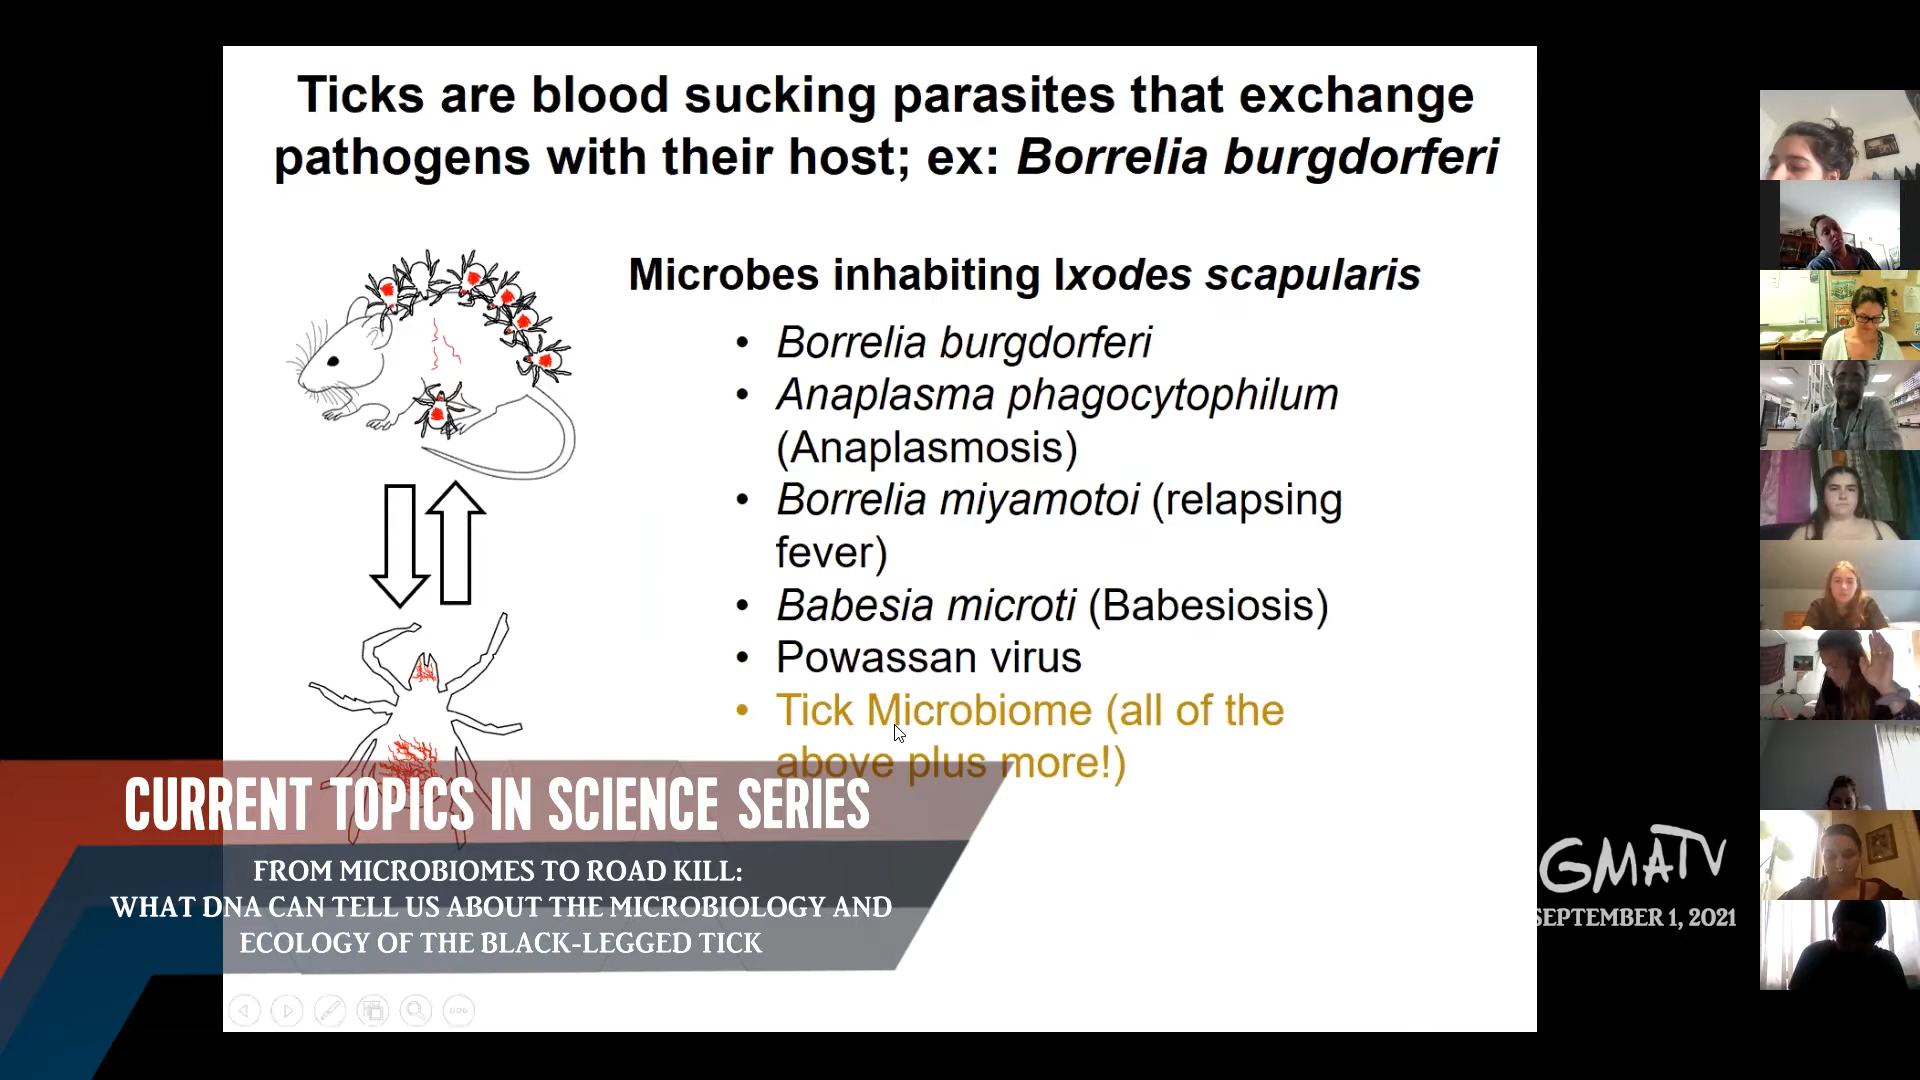 Ticks are blood sucking parasites that exchange
pathogens with their host; ex: Borrelia burgdorferi
Microbes inhabiting Ixodes scapularis
• Borrelia burgdorferi
• Anaplasma phagocytophilum
(Anaplasmosis)
• Borrelia miyamotoi (relapsing
fever)
• Babesia microti (Babesiosis)
• Powassan virus
• Tick Microbiome (all of the
above plus more!)
CURRENT TOPICS IN SCIENCE SERIES
FROM MICROBIOMES TO ROAD KILL:
WHAT DNA CAN TELL US ABOUT THE MICROBIOLOGY AND
ECOLOGY OF THE BLACK-LEGGED TICK
GMATV
SEPTEMBER 1, 2021